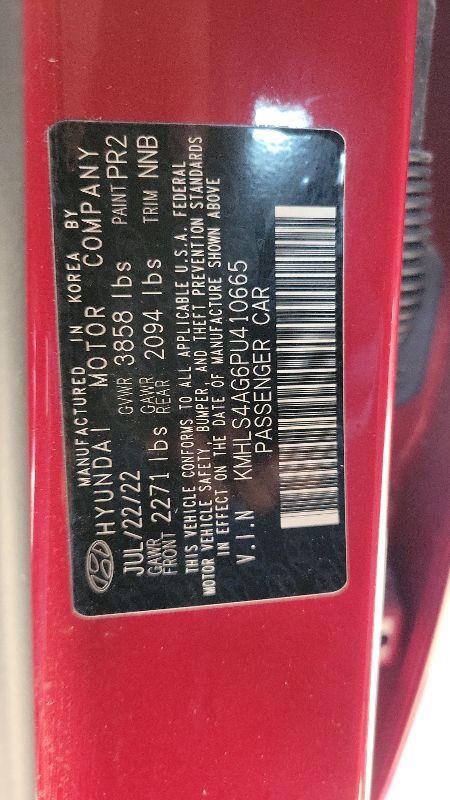 MANUFACTURED IN KOREA BY
HYUNDAI MOTOR COMPANY
JUL/22/22 GVWR 3858 lbs PAINT PR2
GAWR FRONT 2271 lbs GAWR REAR 2094 lbs TRIM NNB
THIS VEHICLE CONFORMS TO ALL APPLICABLE U.S.A. FEDERAL
MOTOR VEHICLE SAFETY, BUMPER, AND THEFT PREVENTION STANDARDS
IN EFFECT ON THE DATE OF MANUFACTURE SHOWN ABOVE
V.I.N KMHLS4AG6PU410665
PASSENGER CAR